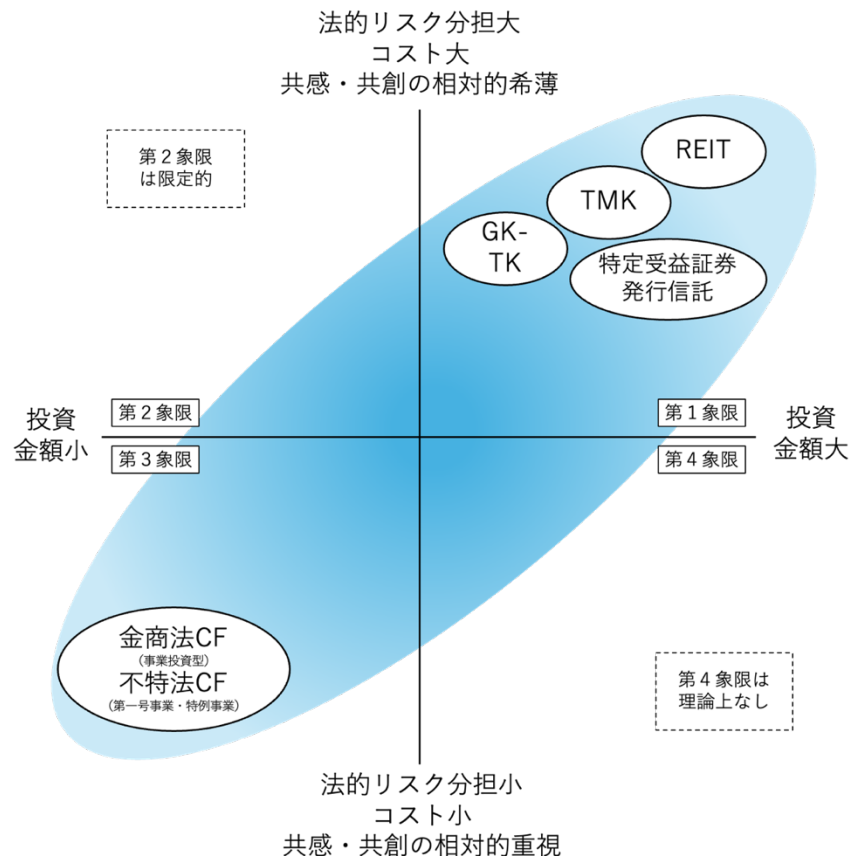 法的リスク分担大
コスト大
共感・共創の相対的希薄
第２象限
は限定的
REIT
TMK
GK-
TK
特定受益証券
発行信託
投資
金額小
第２象限
第１象限
投資
金額大
第３象限
第４象限
金商法CF
（事業投資型）
不特法CF
（第一号事業・特例事業）
第４象限は
理論上なし
法的リスク分担小
コスト小
共感・共創の相対的重視